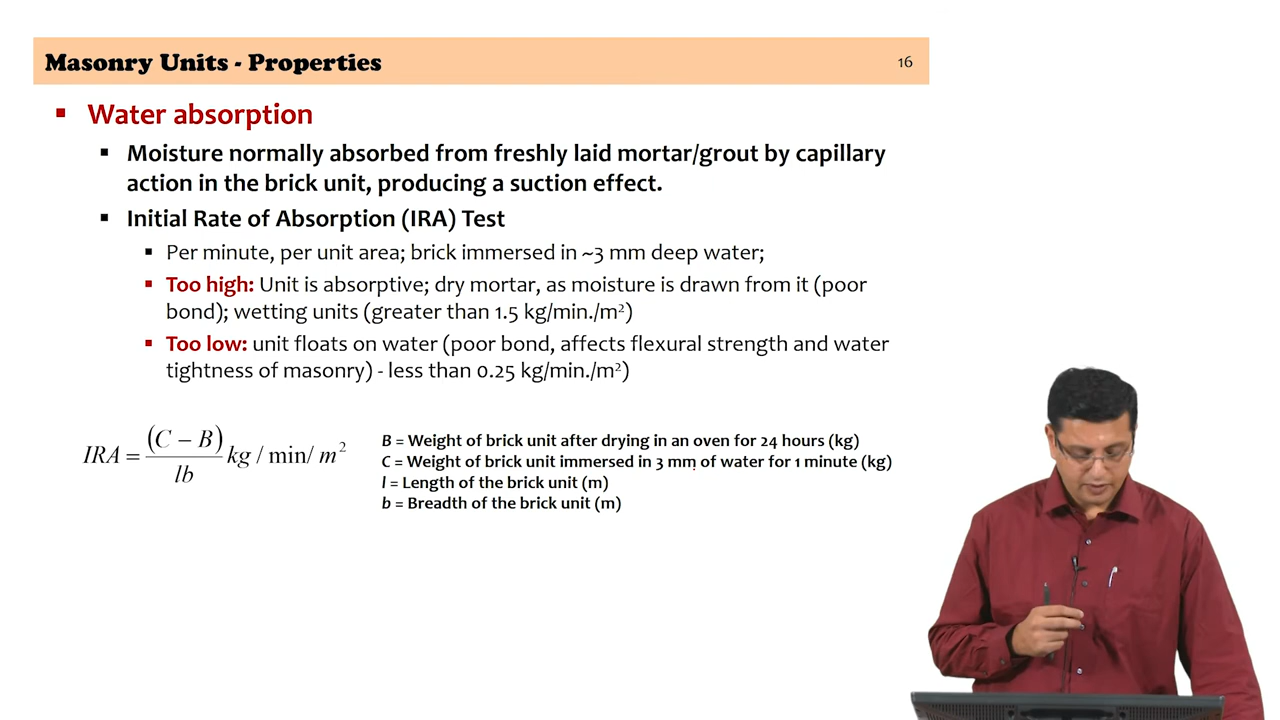 Masonry Units - Properties 16
Water absorption
Moisture normally absorbed from freshly laid mortar/grout by capillary
action in the brick unit, producing a suction effect.
Initial Rate of Absorption (IRA) Test
Per minute, per unit area; brick immersed in ~3 mm deep water;
Too high: Unit is absorptive; dry mortar, as moisture is drawn from it (poor
bond); wetting units (greater than 1.5 kg/min./m²)
Too low: unit floats on water (poor bond, affects flexural strength and water
tightness of masonry) - less than 0.25 kg/min./m²)
IRA = (C − B) / lb kg / min/ m²
B = Weight of brick unit after drying in an oven for 24 hours (kg)
C = Weight of brick unit immersed in 3 mm of water for 1 minute (kg)
l = Length of the brick unit (m)
b = Breadth of the brick unit (m)